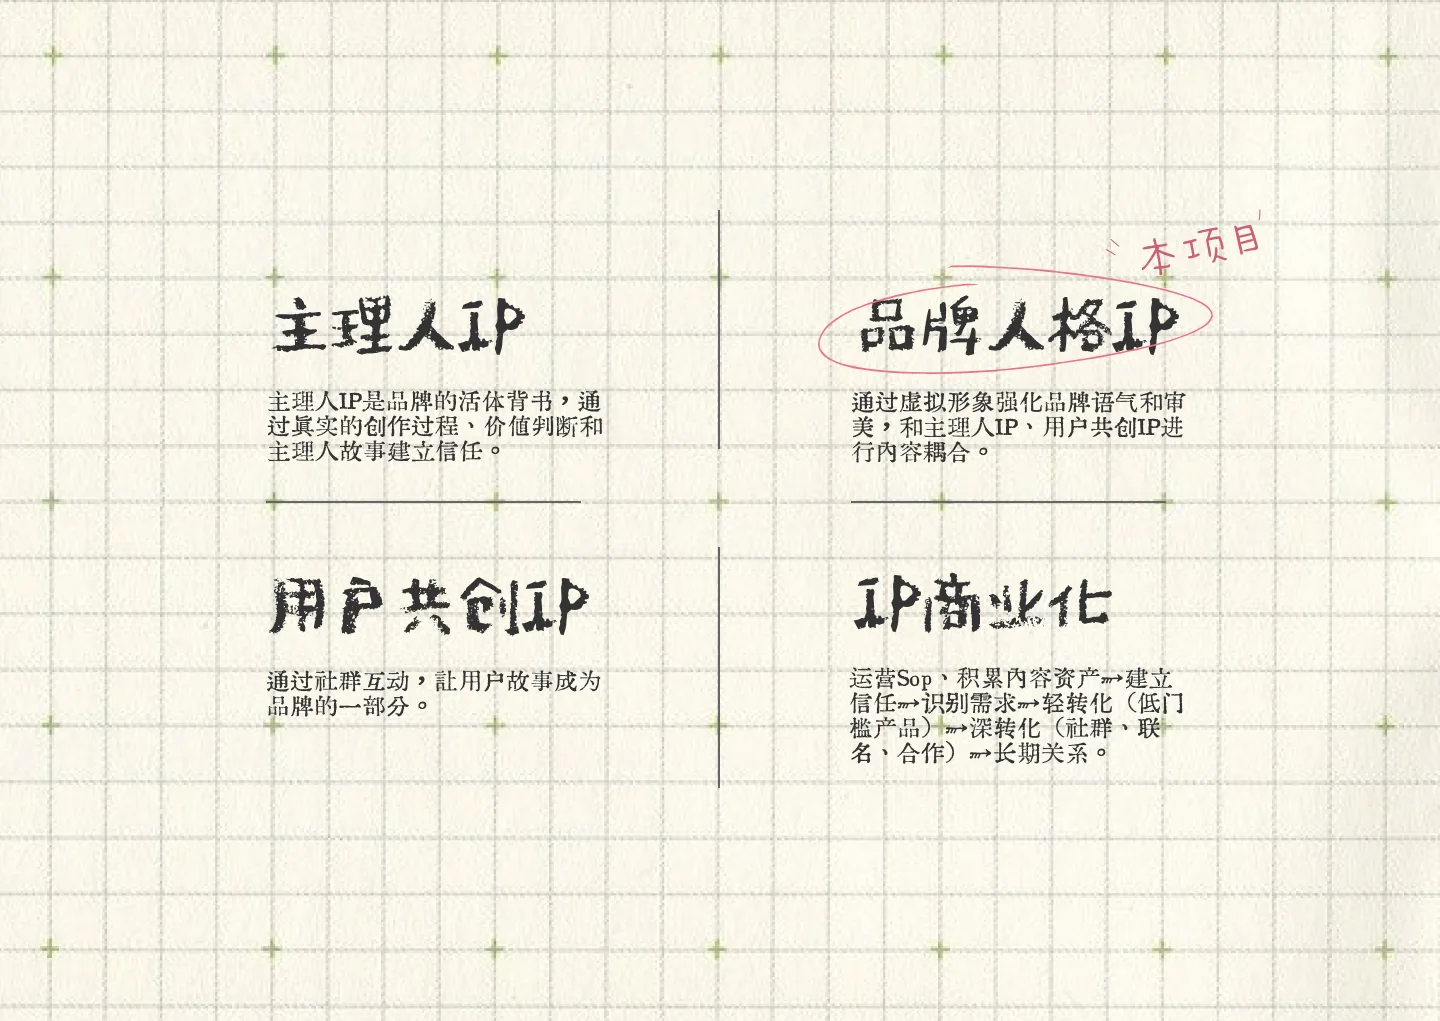 主理人IP
主理人IP是品牌的活体背书，通
过真实的创作过程、价值判断和
主理人故事建立信任。
本项目
品牌人格IP
通过虚拟形象强化品牌语气和审
美，和主理人IP、用户共创IP进
行内容耦合。
用户共创IP
通过社群互动，让用户故事成为
品牌的一部分。
IP商业化
运营Sop、积累内容资产➳建立
信任➳识别需求➳轻转化（低门
槛产品）➳深转化（社群、联
名、合作）➳长期关系。